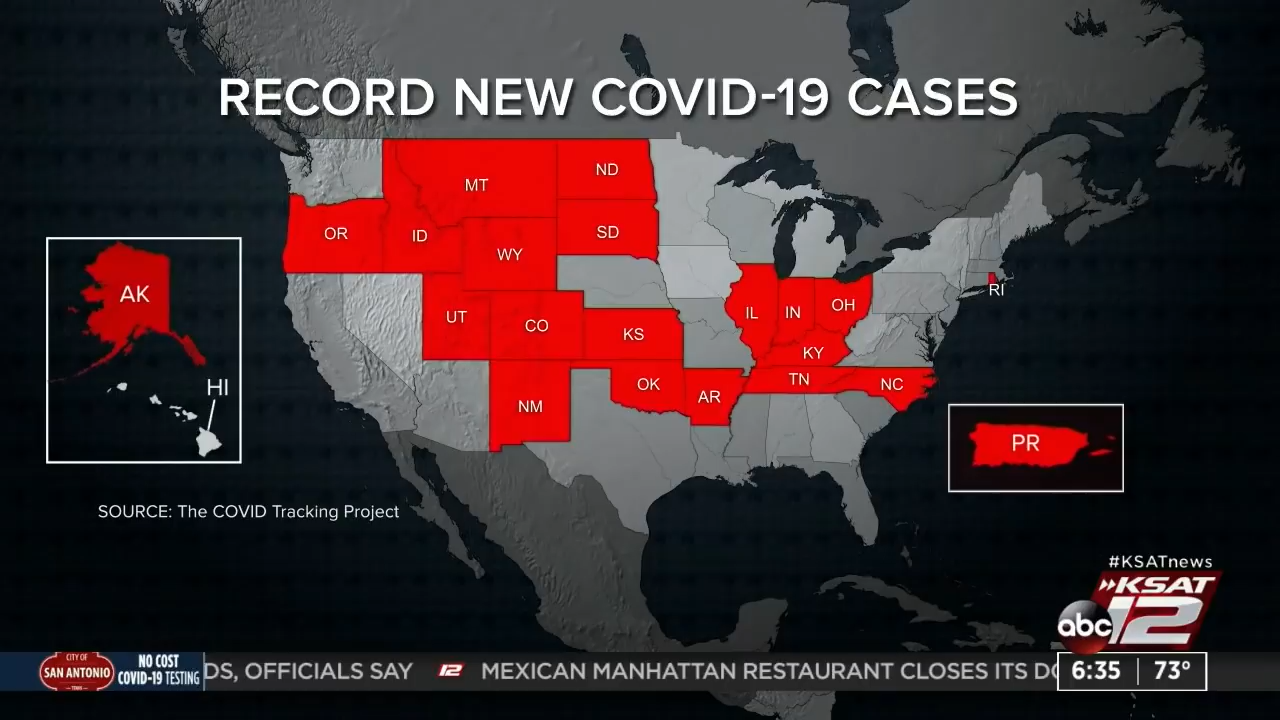 RECORD NEW COVID-19 CASES
MT
ND
OR
ID
SD
WY
AK
UT
CO
KS
IL
IN
OH
RI
KY
HI
NM
OK
AR
TN
NC
PR
SOURCE: The COVID Tracking Project
#KSATnews
KSAT
abc 12
CITY OF
SAN ANTONIO
TEXAS
NO COST
COVID-19 TESTING
DS, OFFICIALS SAY 12 MEXICAN MANHATTAN RESTAURANT CLOSES ITS DO
6:35 73°